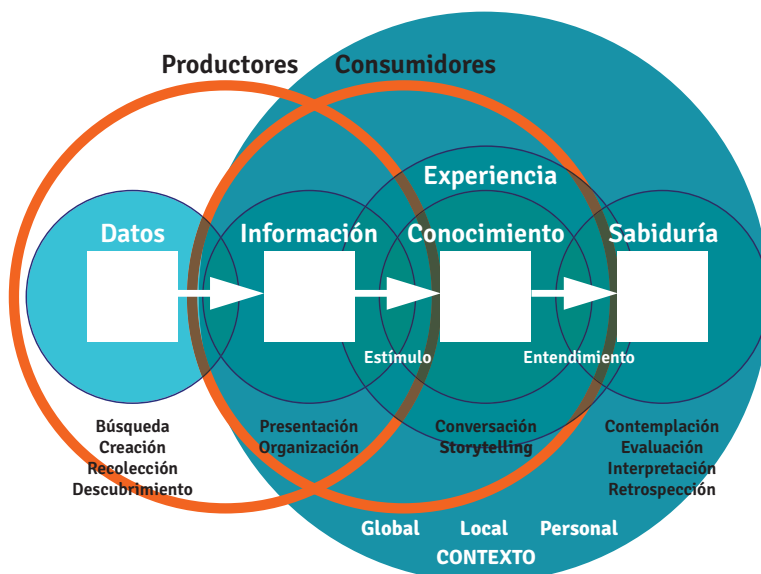 Productores
Consumidores
Experiencia
Datos
Información
Conocimiento
Sabiduría
Estímulo
Entendimiento
Búsqueda
Creación
Recolección
Descubrimiento
Presentación
Organización
Conversación
Storytelling
Contemplación
Evaluación
Interpretación
Retrospección
Global
Local
Personal
CONTEXTO